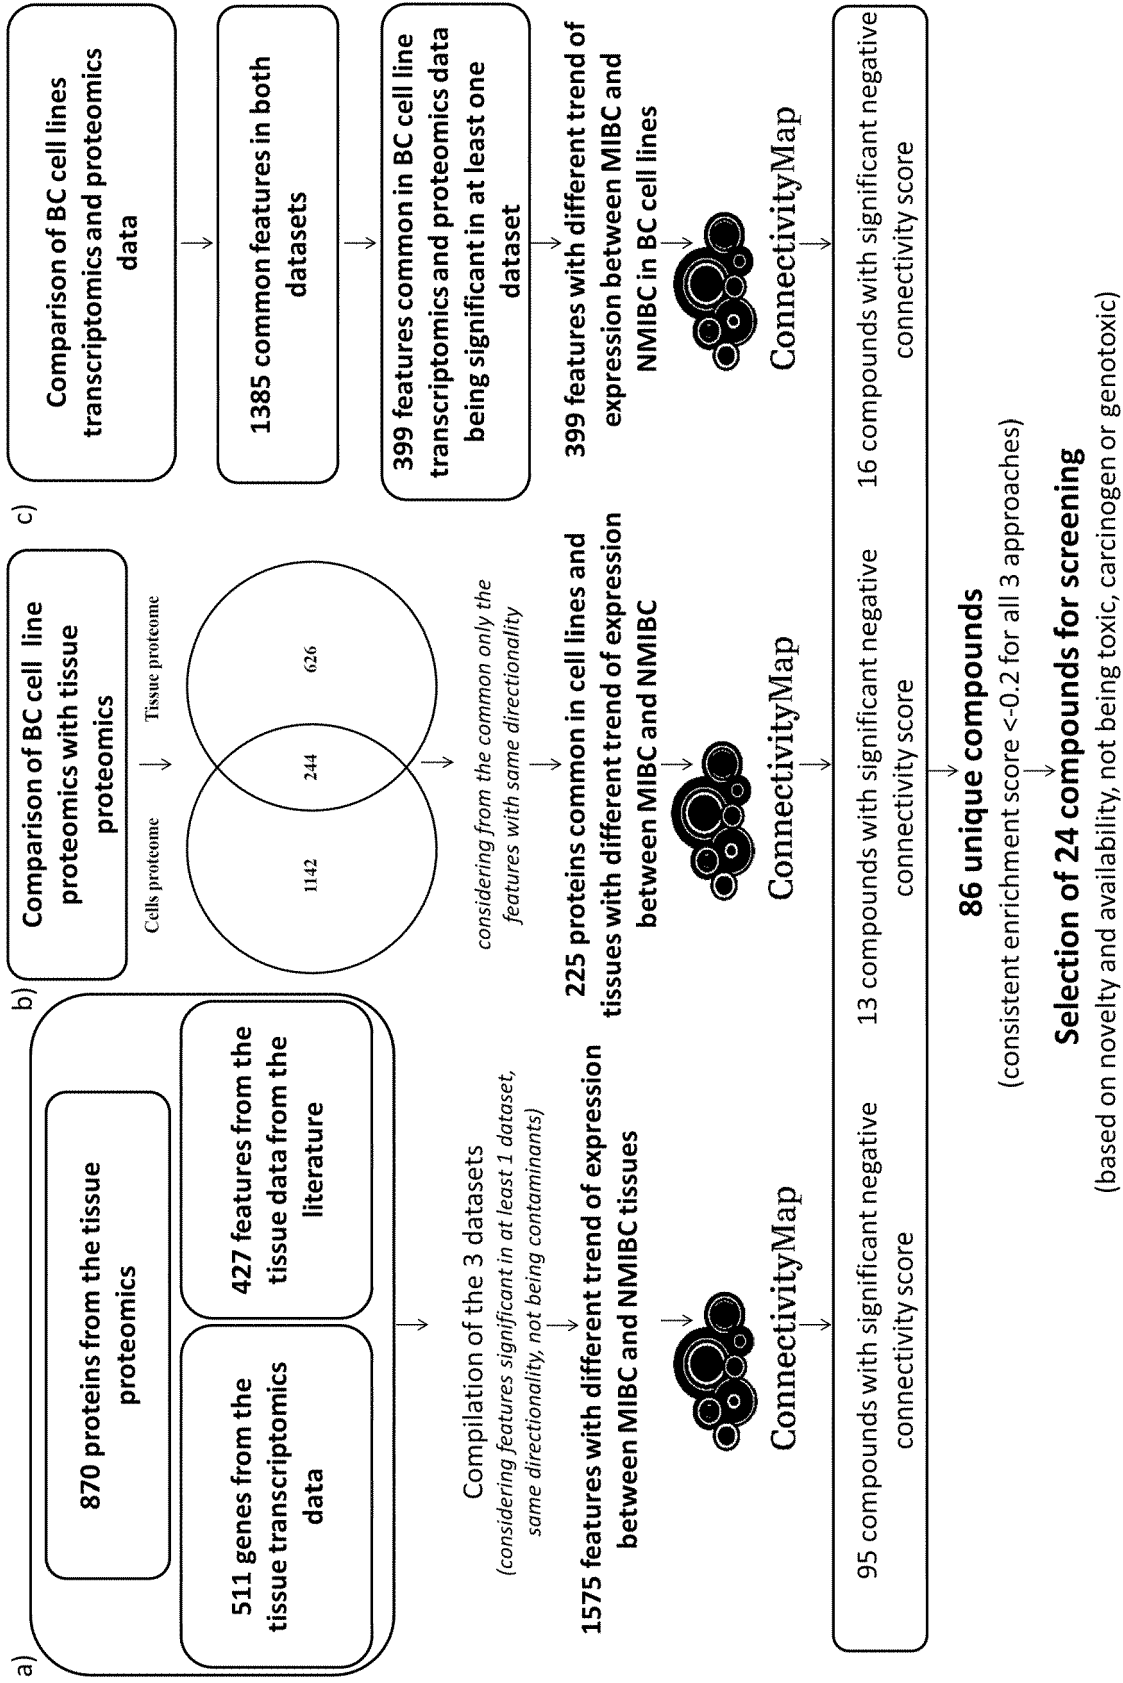 a)
870 proteins from the tissue
proteomics
511 genes from the
tissue transcriptomics
data
427 features from the
tissue data from the
literature
Compilation of the 3 datasets
(considering features significant in at least 1 dataset,
same directionality, not being contaminants)
1575 features with different trend of expression
between MIBC and NMIBC tissues
ConnectivityMap
95 compounds with significant negative
connectivity score
b)
Comparison of BC cell line
proteomics with tissue
proteomics
Cells proteome
Tissue proteome
1142
244
626
considering from the common only the
features with same directionality
225 proteins common in cell lines and
tissues with different trend of expression
between MIBC and NMIBC
ConnectivityMap
13 compounds with significant negative
connectivity score
c)
Comparison of BC cell lines
transcriptomics and proteomics
data
1385 common features in both
datasets
399 features common in BC cell line
transcriptomics and proteomics data
being significant in at least one
dataset
399 features with different trend of
expression between MIBC and
NMIBC in BC cell lines
ConnectivityMap
16 compounds with significant negative
connectivity score
86 unique compounds
(consistent enrichment score <-0.2 for all 3 approaches)
Selection of 24 compounds for screening
(based on novelty and availability, not being toxic, carcinogen or genotoxic)